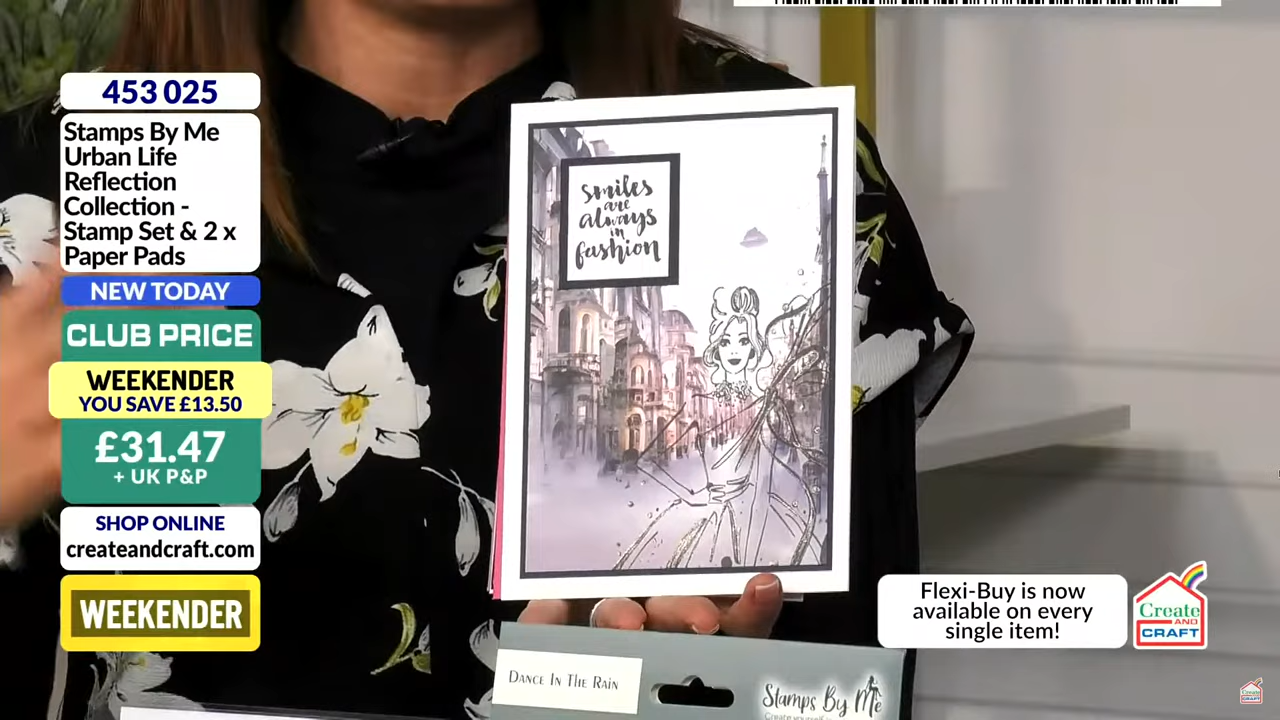 453 025
Stamps By Me
Urban Life
Reflection
Collection -
Stamp Set & 2 x
Paper Pads
NEW TODAY
CLUB PRICE
WEEKENDER
YOU SAVE £13.50
£31.47
+ UK P&P
SHOP ONLINE
createandcraft.com
WEEKENDER
smiles
are
always
in
fashion
Flexi-Buy is now
available on every
single item!
Create
AND
CRAFT
DANCE IN THE RAIN
Stamps By Me